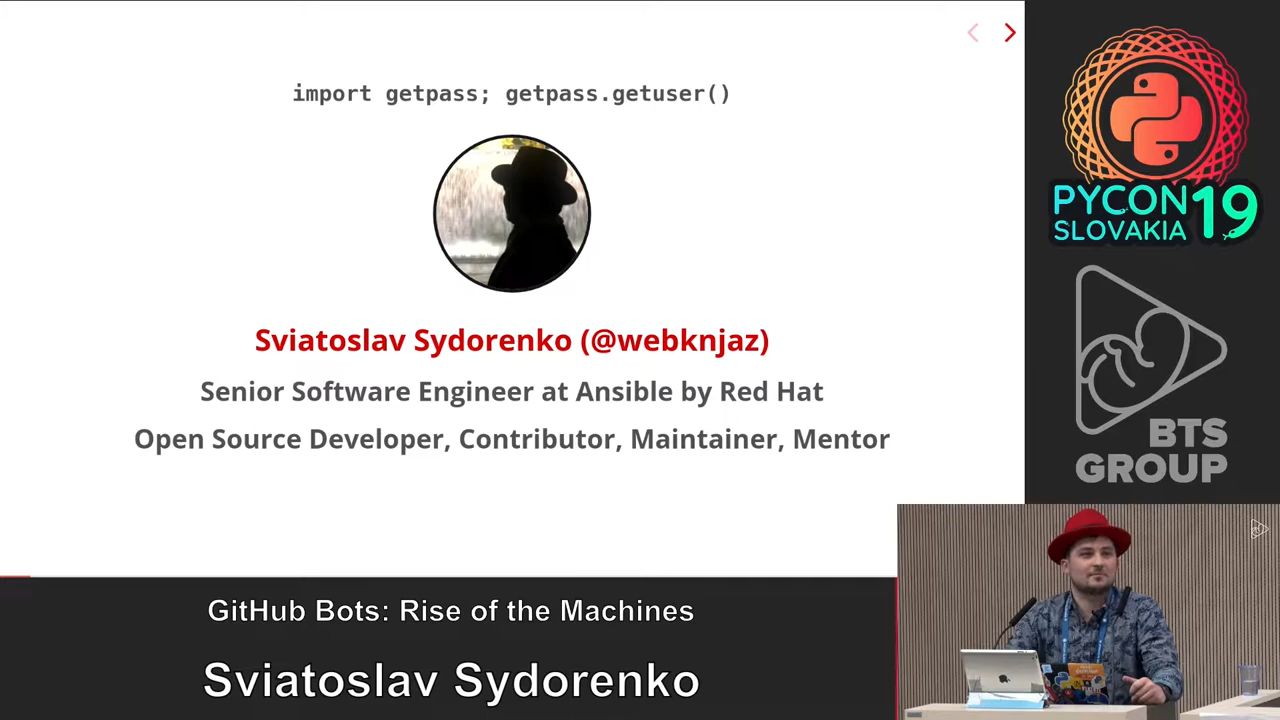 import getpass; getpass.getuser()
Sviatoslav Sydorenko (@webknjaz)
Senior Software Engineer at Ansible by Red Hat
Open Source Developer, Contributor, Maintainer, Mentor
PYCON 19
SLOVAKIA
BTS
GROUP
GitHub Bots: Rise of the Machines
Sviatoslav Sydorenko